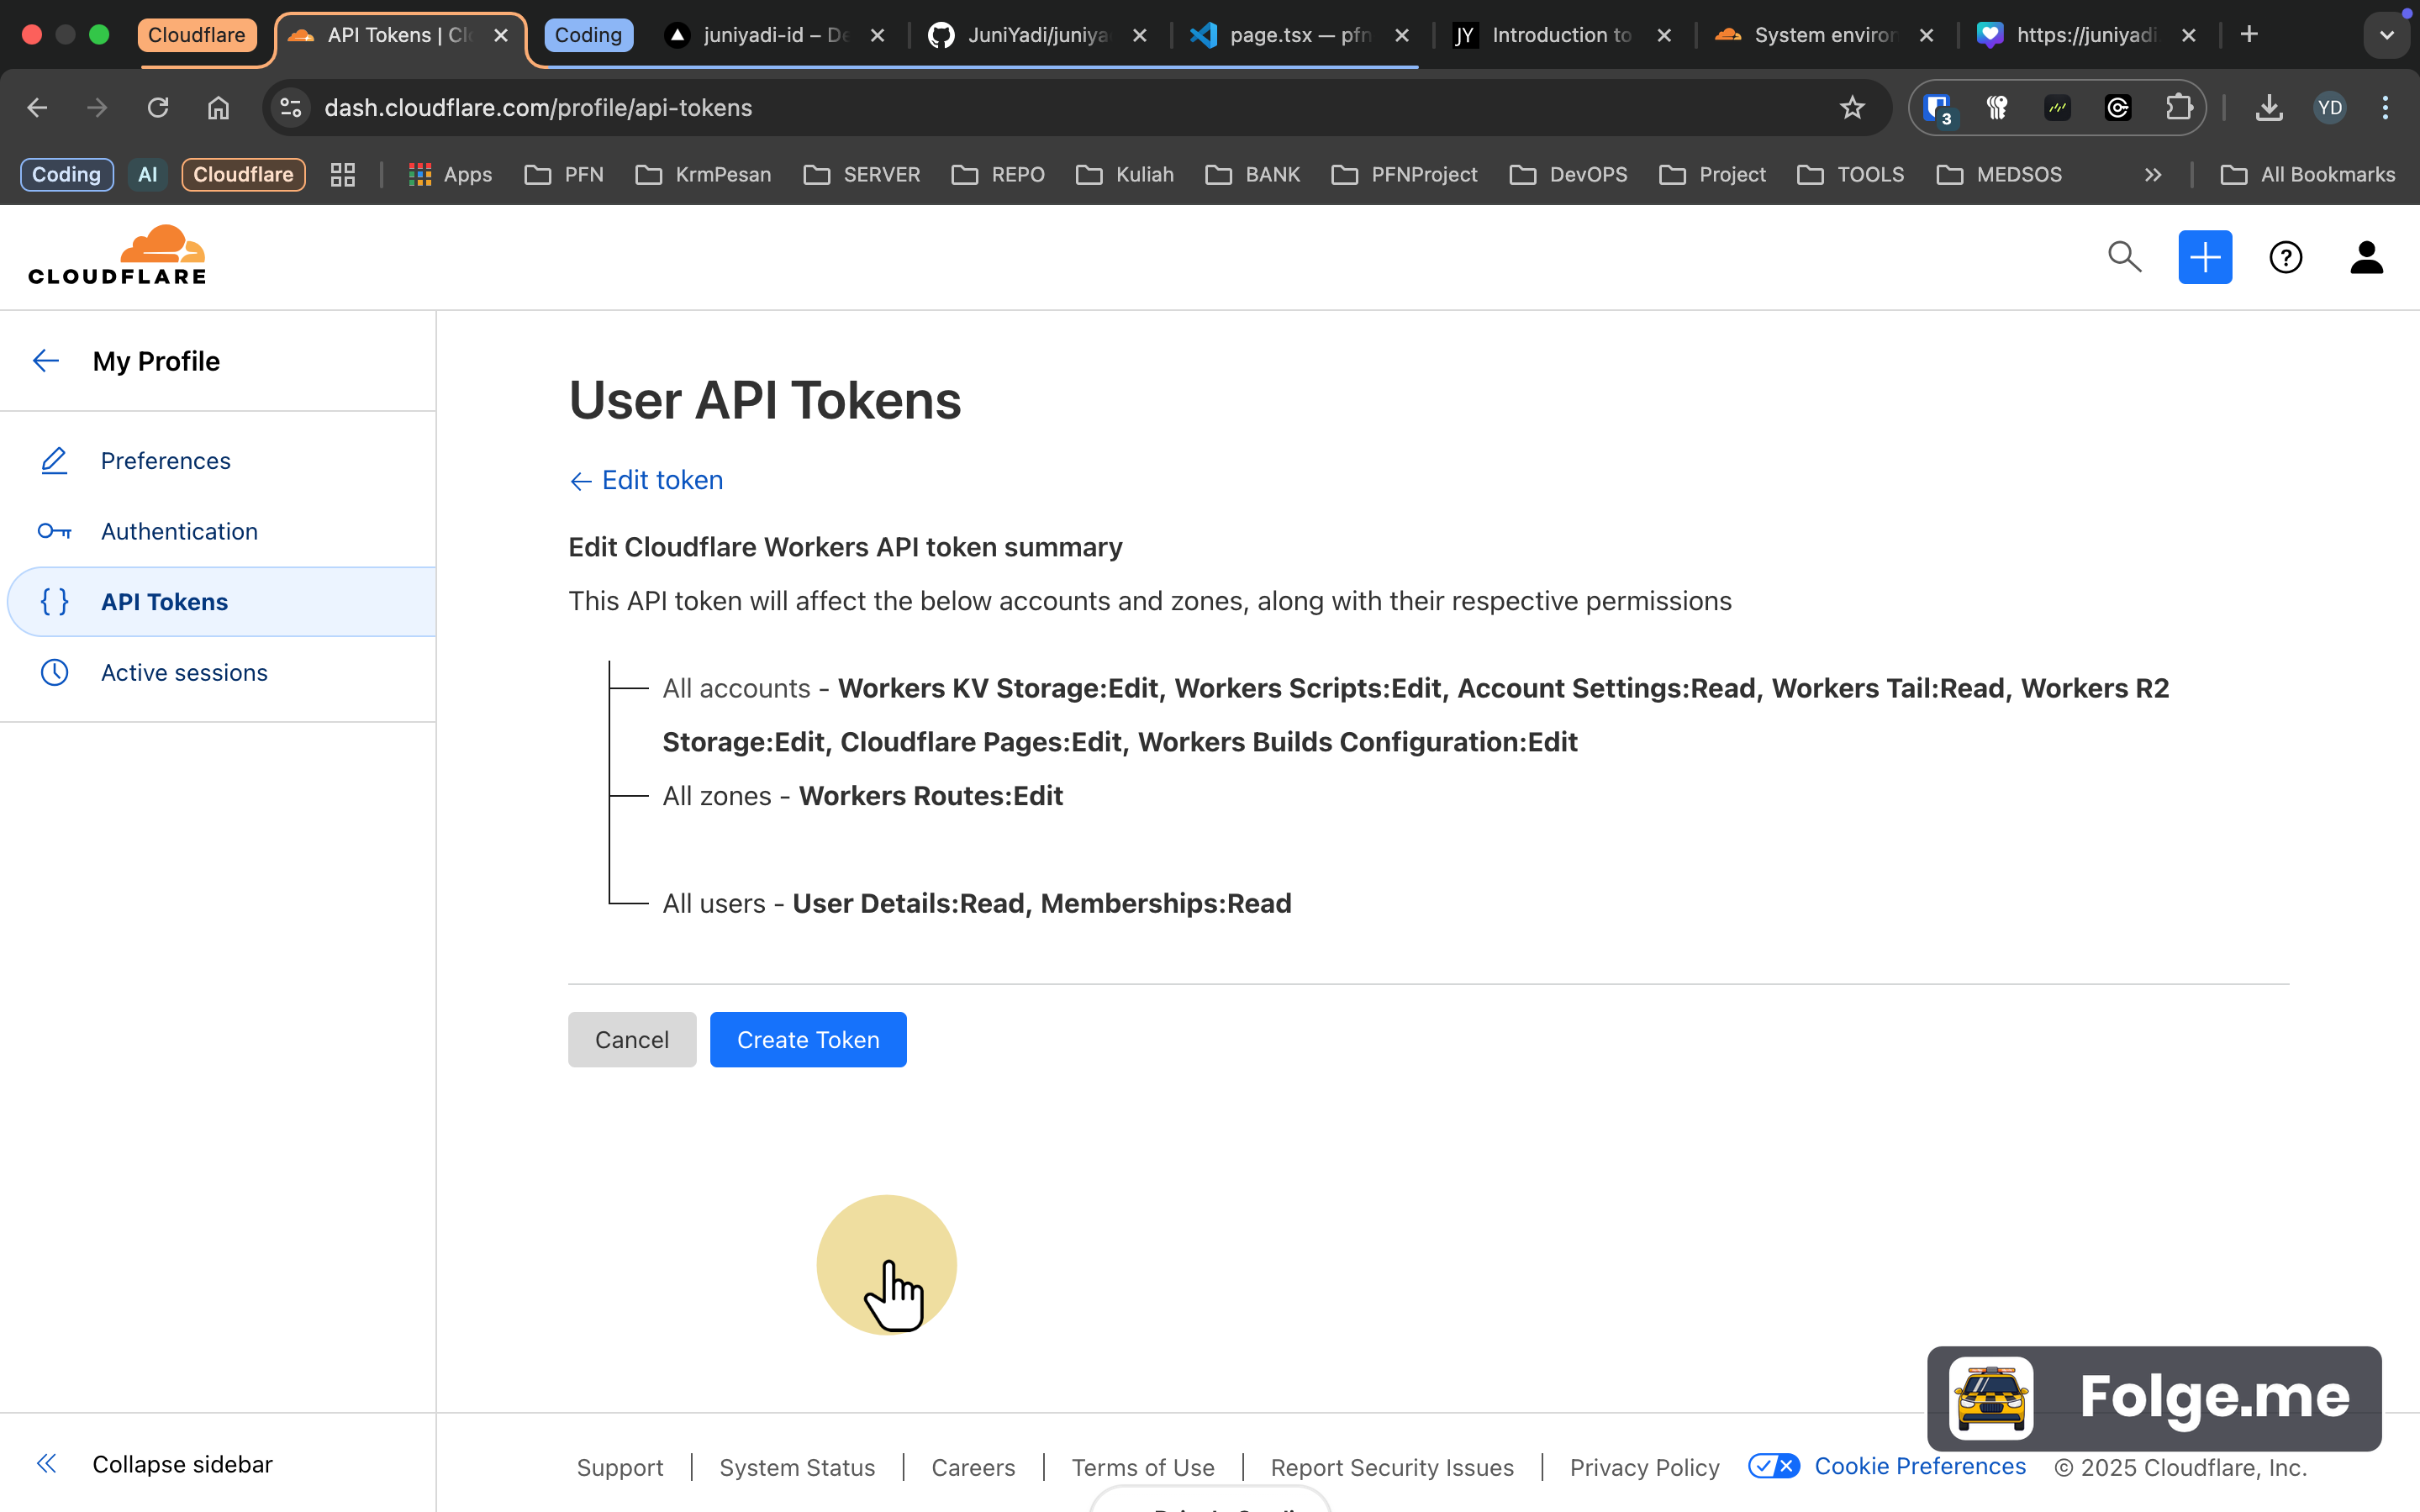 Cloudflare
API Tokens | Cl
Coding
juniyadi-id – De
JuniYadi/juniya
page.tsx — pfn
JY
Introduction to
System enviror
https://juniyadi.
dash.cloudflare.com/profile/api-tokens
3
YD
Coding
AI
Cloudflare
Apps
PFN
KrmPesan
SERVER
REPO
Kuliah
BANK
PFNProject
DevOPS
Project
TOOLS
MEDSOS
All Bookmarks
CLOUDFLARE
My Profile
Preferences
Authentication
API Tokens
Active sessions
User API Tokens
Edit token
Edit Cloudflare Workers API token summary
This API token will affect the below accounts and zones, along with their respective permissions
All accounts - Workers KV Storage:Edit, Workers Scripts:Edit, Account Settings:Read, Workers Tail:Read, Workers R2
Storage:Edit, Cloudflare Pages:Edit, Workers Builds Configuration:Edit
All zones - Workers Routes:Edit
All users - User Details:Read, Memberships:Read
Cancel
Create Token
Folge.me
Collapse sidebar
Support
System Status
Careers
Terms of Use
Report Security Issues
Privacy Policy
Cookie Preferences
© 2025 Cloudflare, Inc.